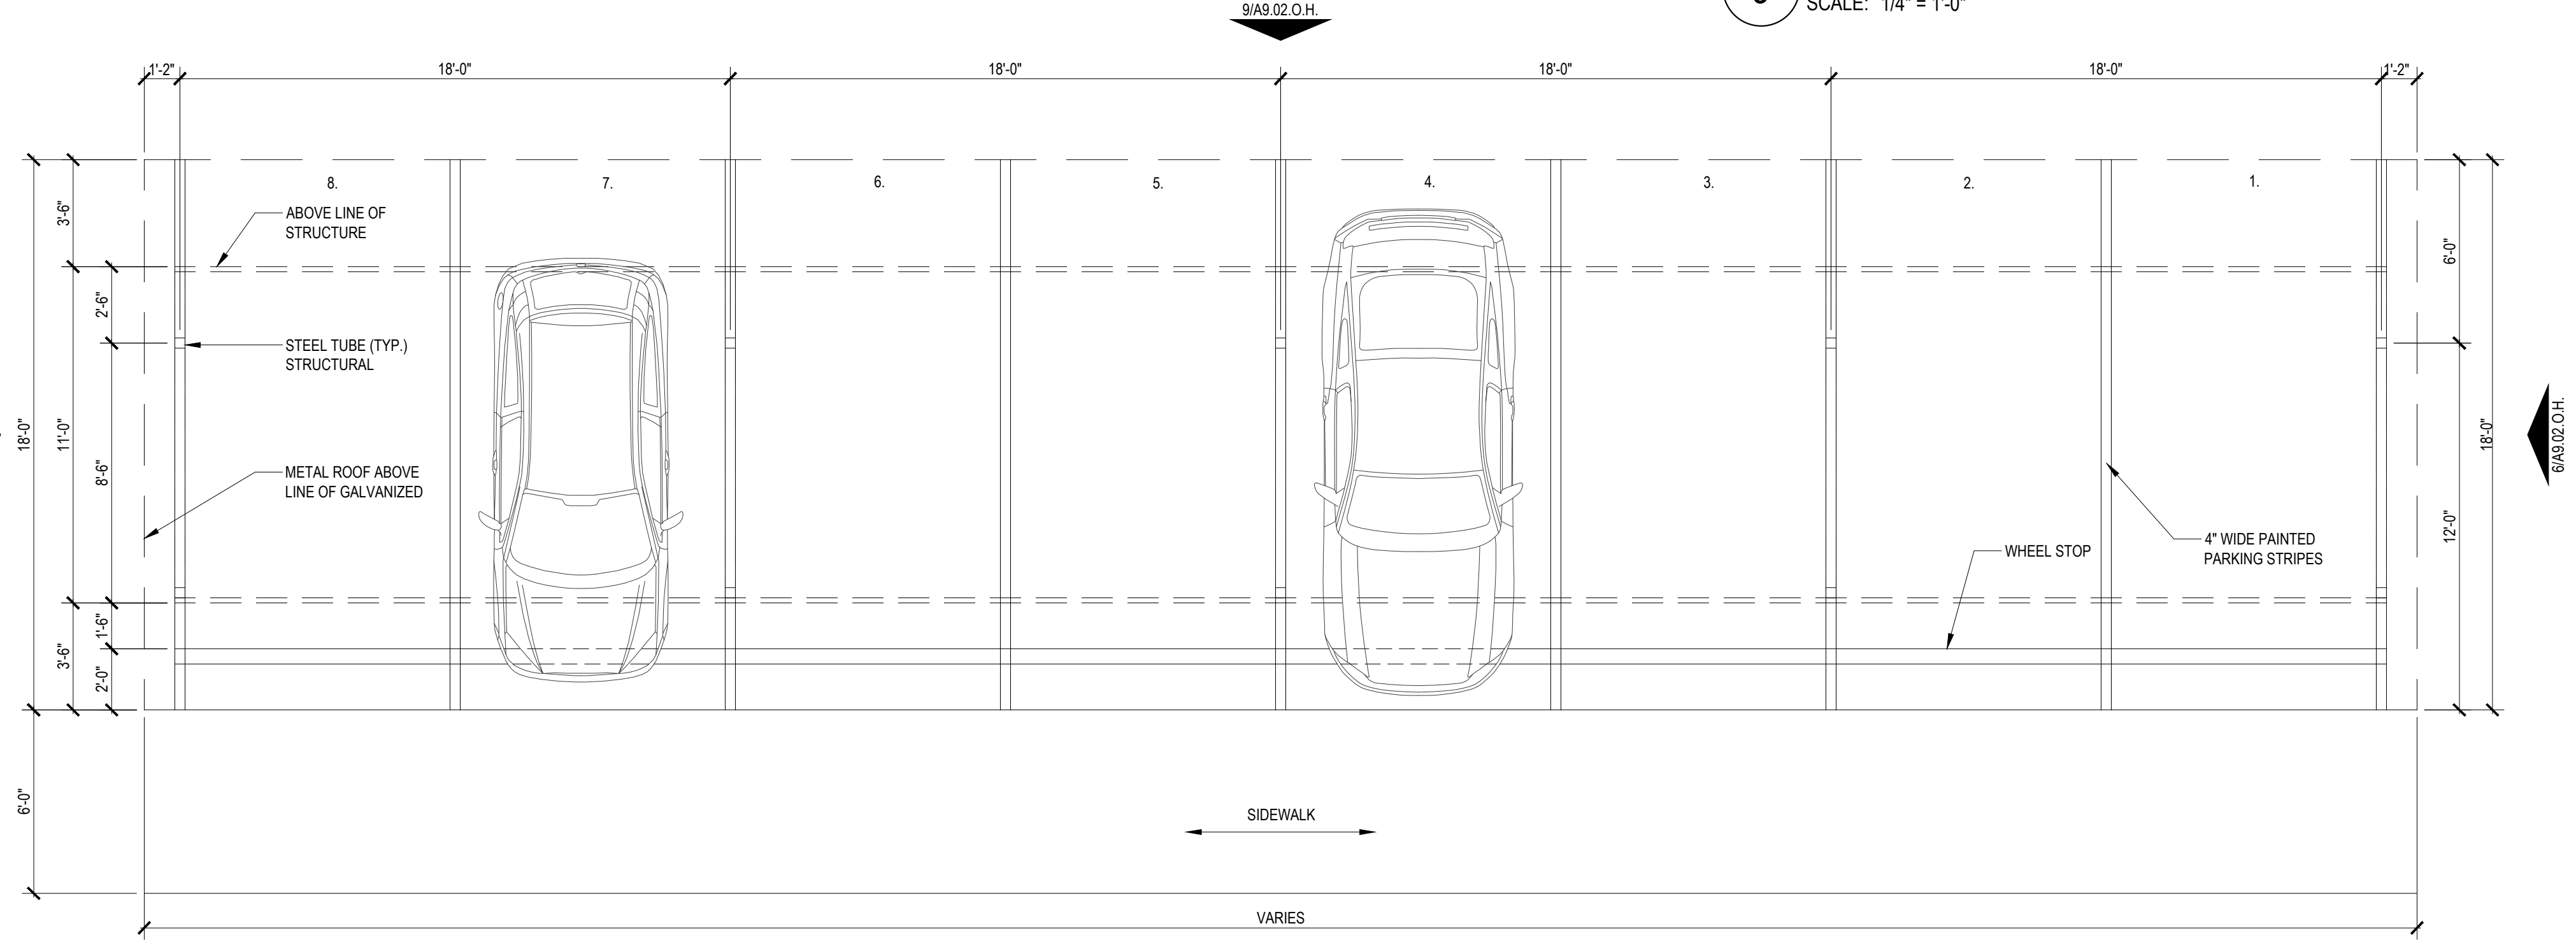 9/A9.02.O.H.
SCALE: 1/4" = 1'-0"
1'-2"
18'-0"
18'-0"
18'-0"
18'-0"
1'-2"
8.
7.
6.
5.
4.
3.
2.
1.
ABOVE LINE OF
STRUCTURE
STEEL TUBE (TYP.)
STRUCTURAL
METAL ROOF ABOVE
LINE OF GALVANIZED
18'-0"
6'-0"
3'-6"
11'-0"
3'-6"
2'-6"
8'-6"
1'-6"
2'-0"
WHEEL STOP
4" WIDE PAINTED
PARKING STRIPES
6'-0"
12'-0"
18'-0"
6/A9.02.O.H.
SIDEWALK
VARIES